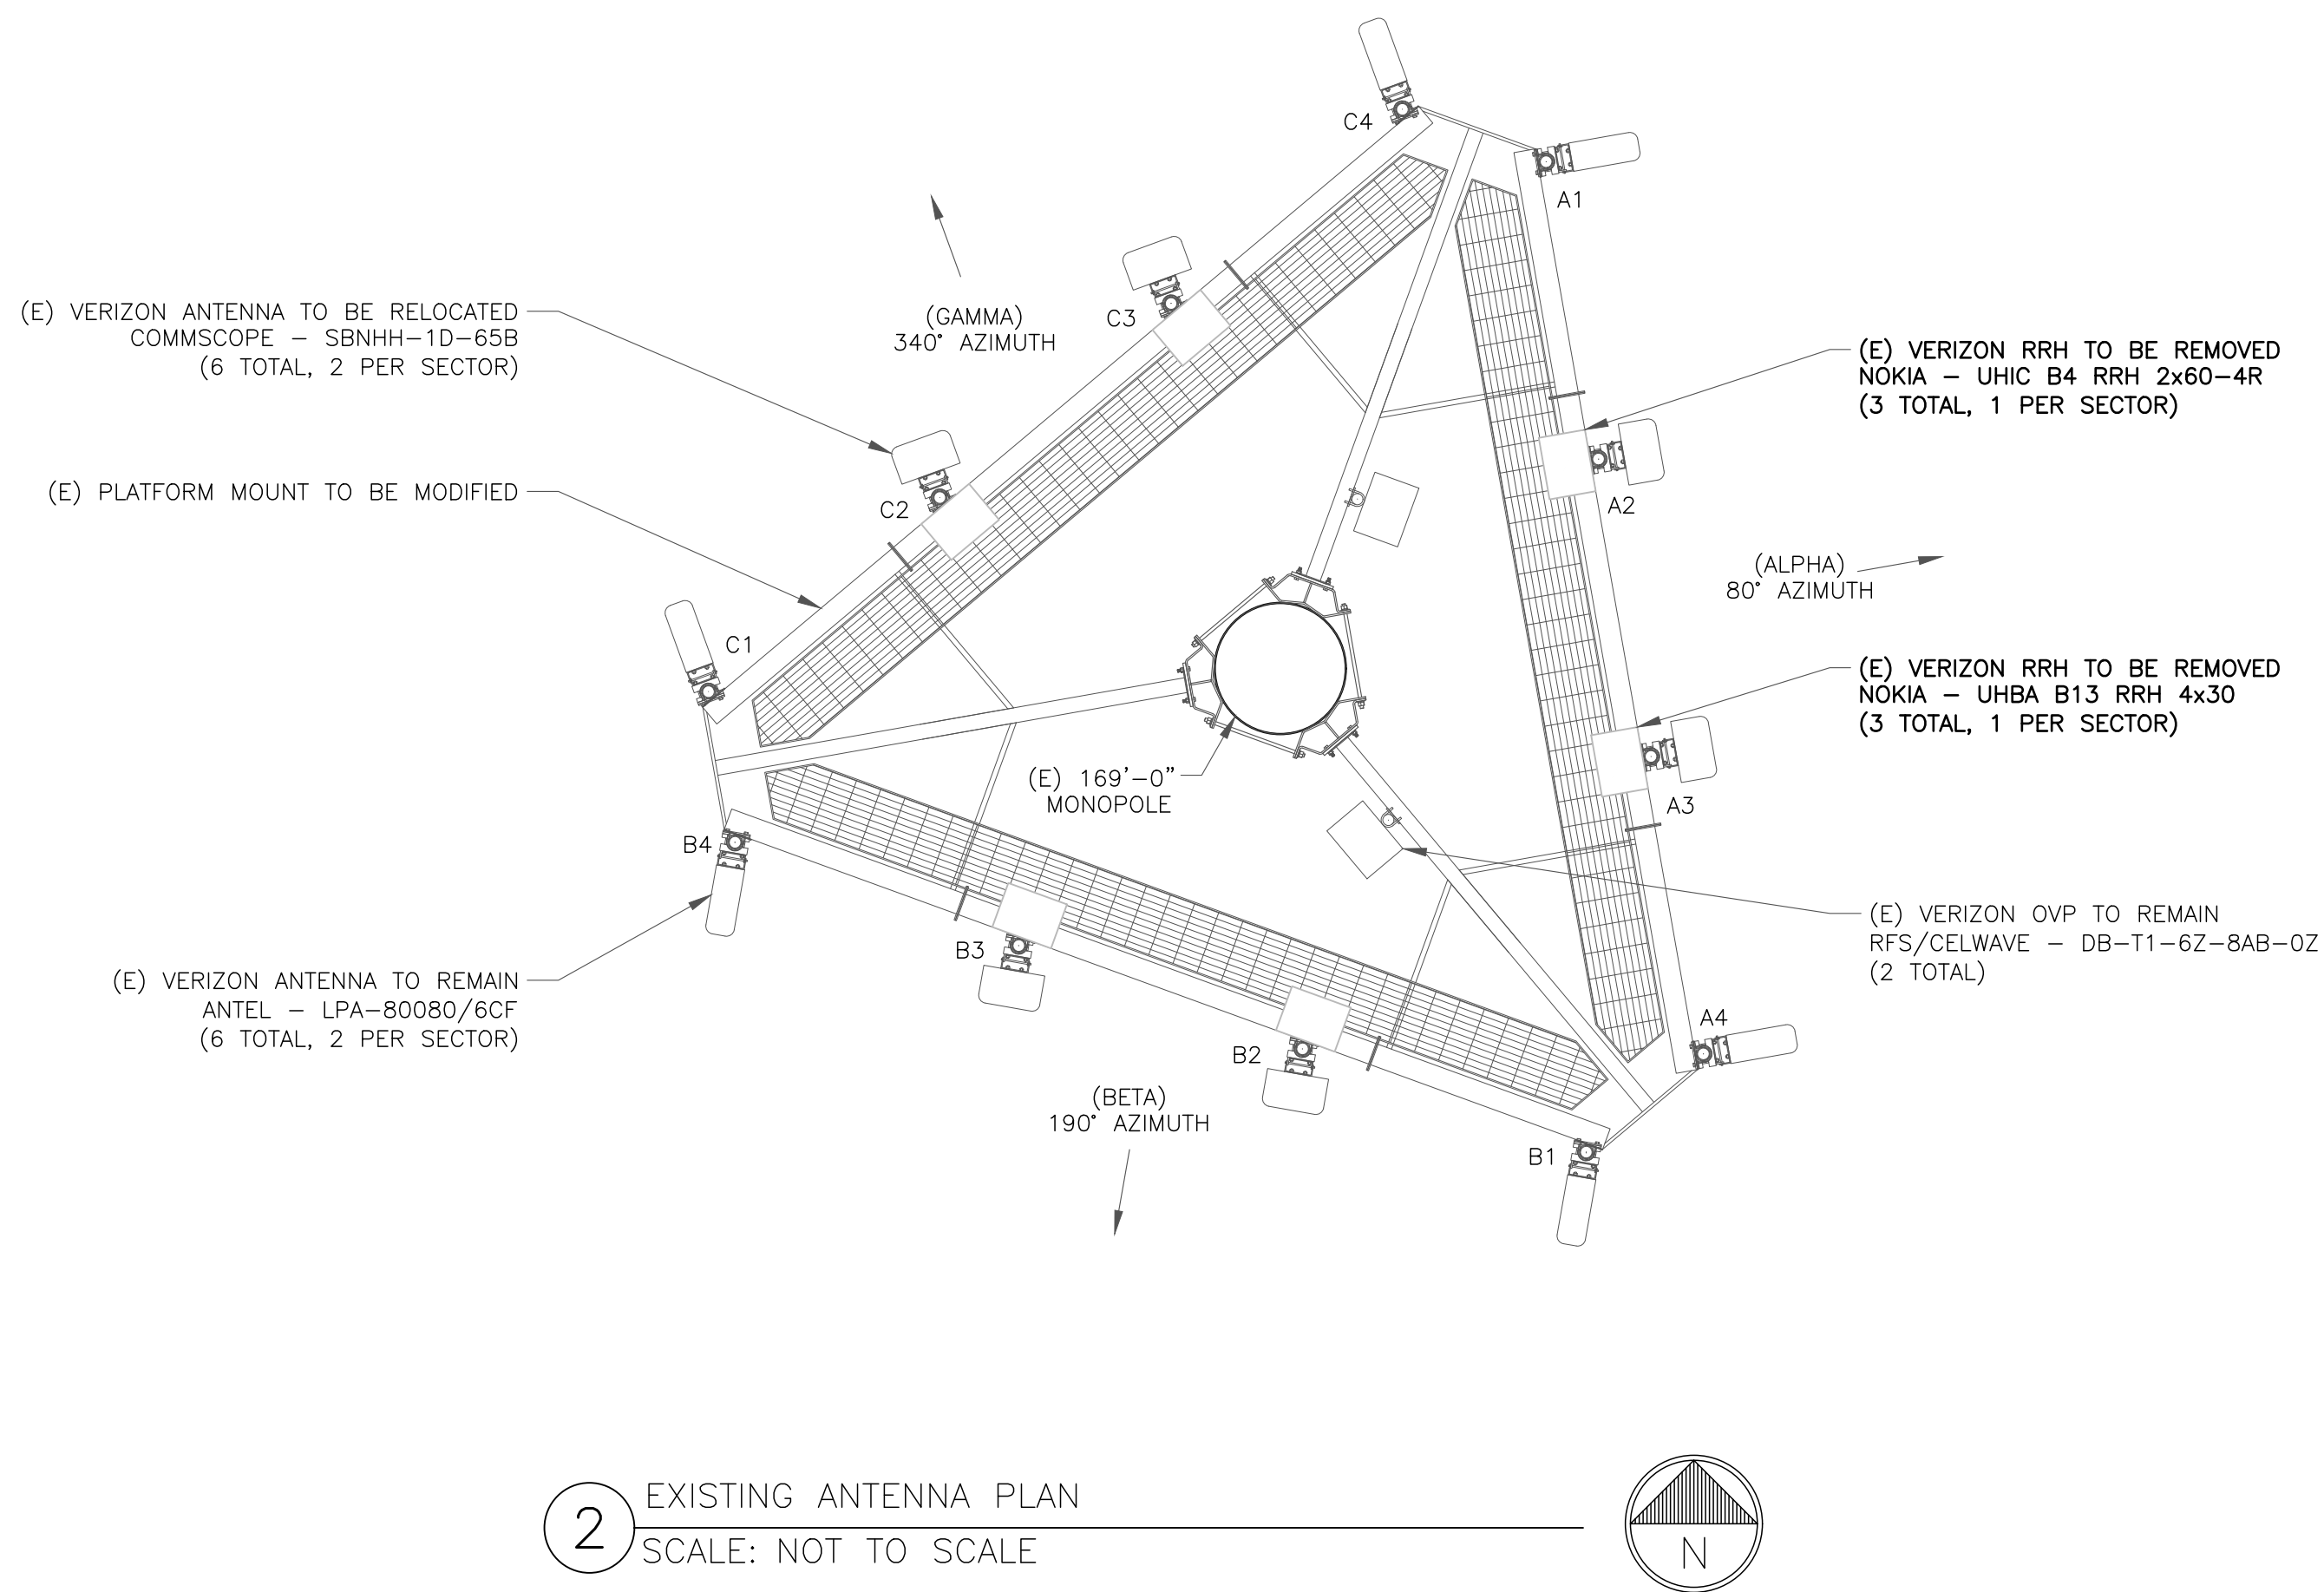 C4
A1
(E) VERIZON ANTENNA TO BE RELOCATED
COMMSCOPE – SBNHH–1D–65B
(6 TOTAL, 2 PER SECTOR)
(GAMMA)
340° AZIMUTH
C3
(E) VERIZON RRH TO BE REMOVED
NOKIA – UHIC B4 RRH 2x60–4R
(3 TOTAL, 1 PER SECTOR)
(E) PLATFORM MOUNT TO BE MODIFIED
C2
A2
(ALPHA)
80° AZIMUTH
C1
(E) VERIZON RRH TO BE REMOVED
NOKIA – UHBA B13 RRH 4x30
(3 TOTAL, 1 PER SECTOR)
(E) 169'–0"
MONOPOLE
A3
B4
(E) VERIZON OVP TO REMAIN
RFS/CELWAVE – DB–T1–6Z–8AB–0Z
(2 TOTAL)
B3
(E) VERIZON ANTENNA TO REMAIN
ANTEL – LPA–80080/6CF
(6 TOTAL, 2 PER SECTOR)
A4
B2
(BETA)
190° AZIMUTH
B1
2
EXISTING ANTENNA PLAN
SCALE: NOT TO SCALE
N